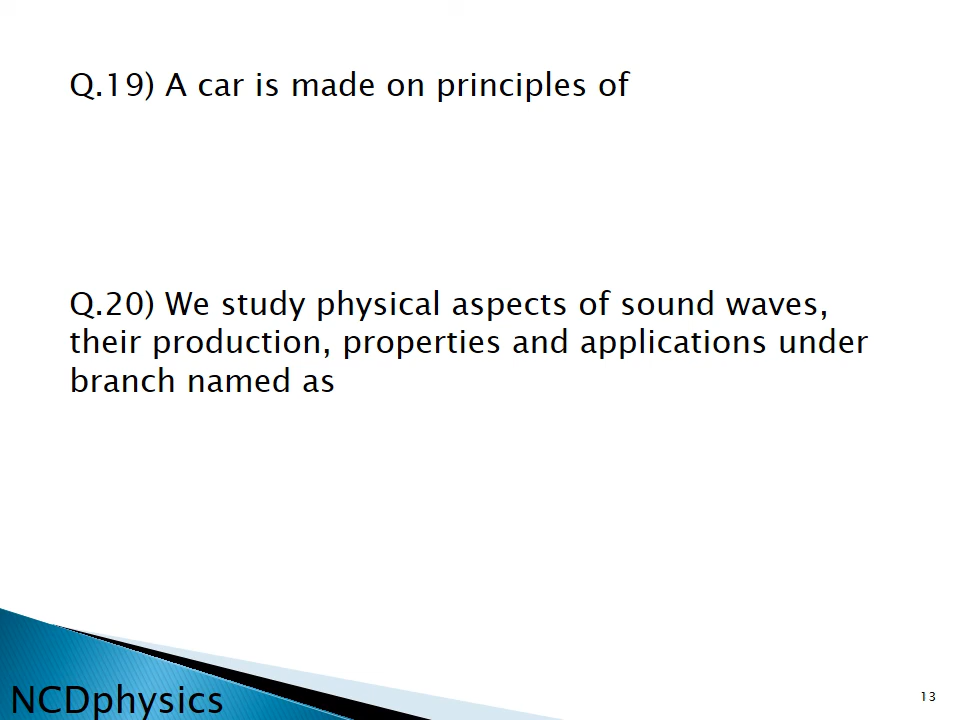 Q.19) A car is made on principles of
Q.20) We study physical aspects of sound waves,
their production, properties and applications under
branch named as
NCDphysics
13